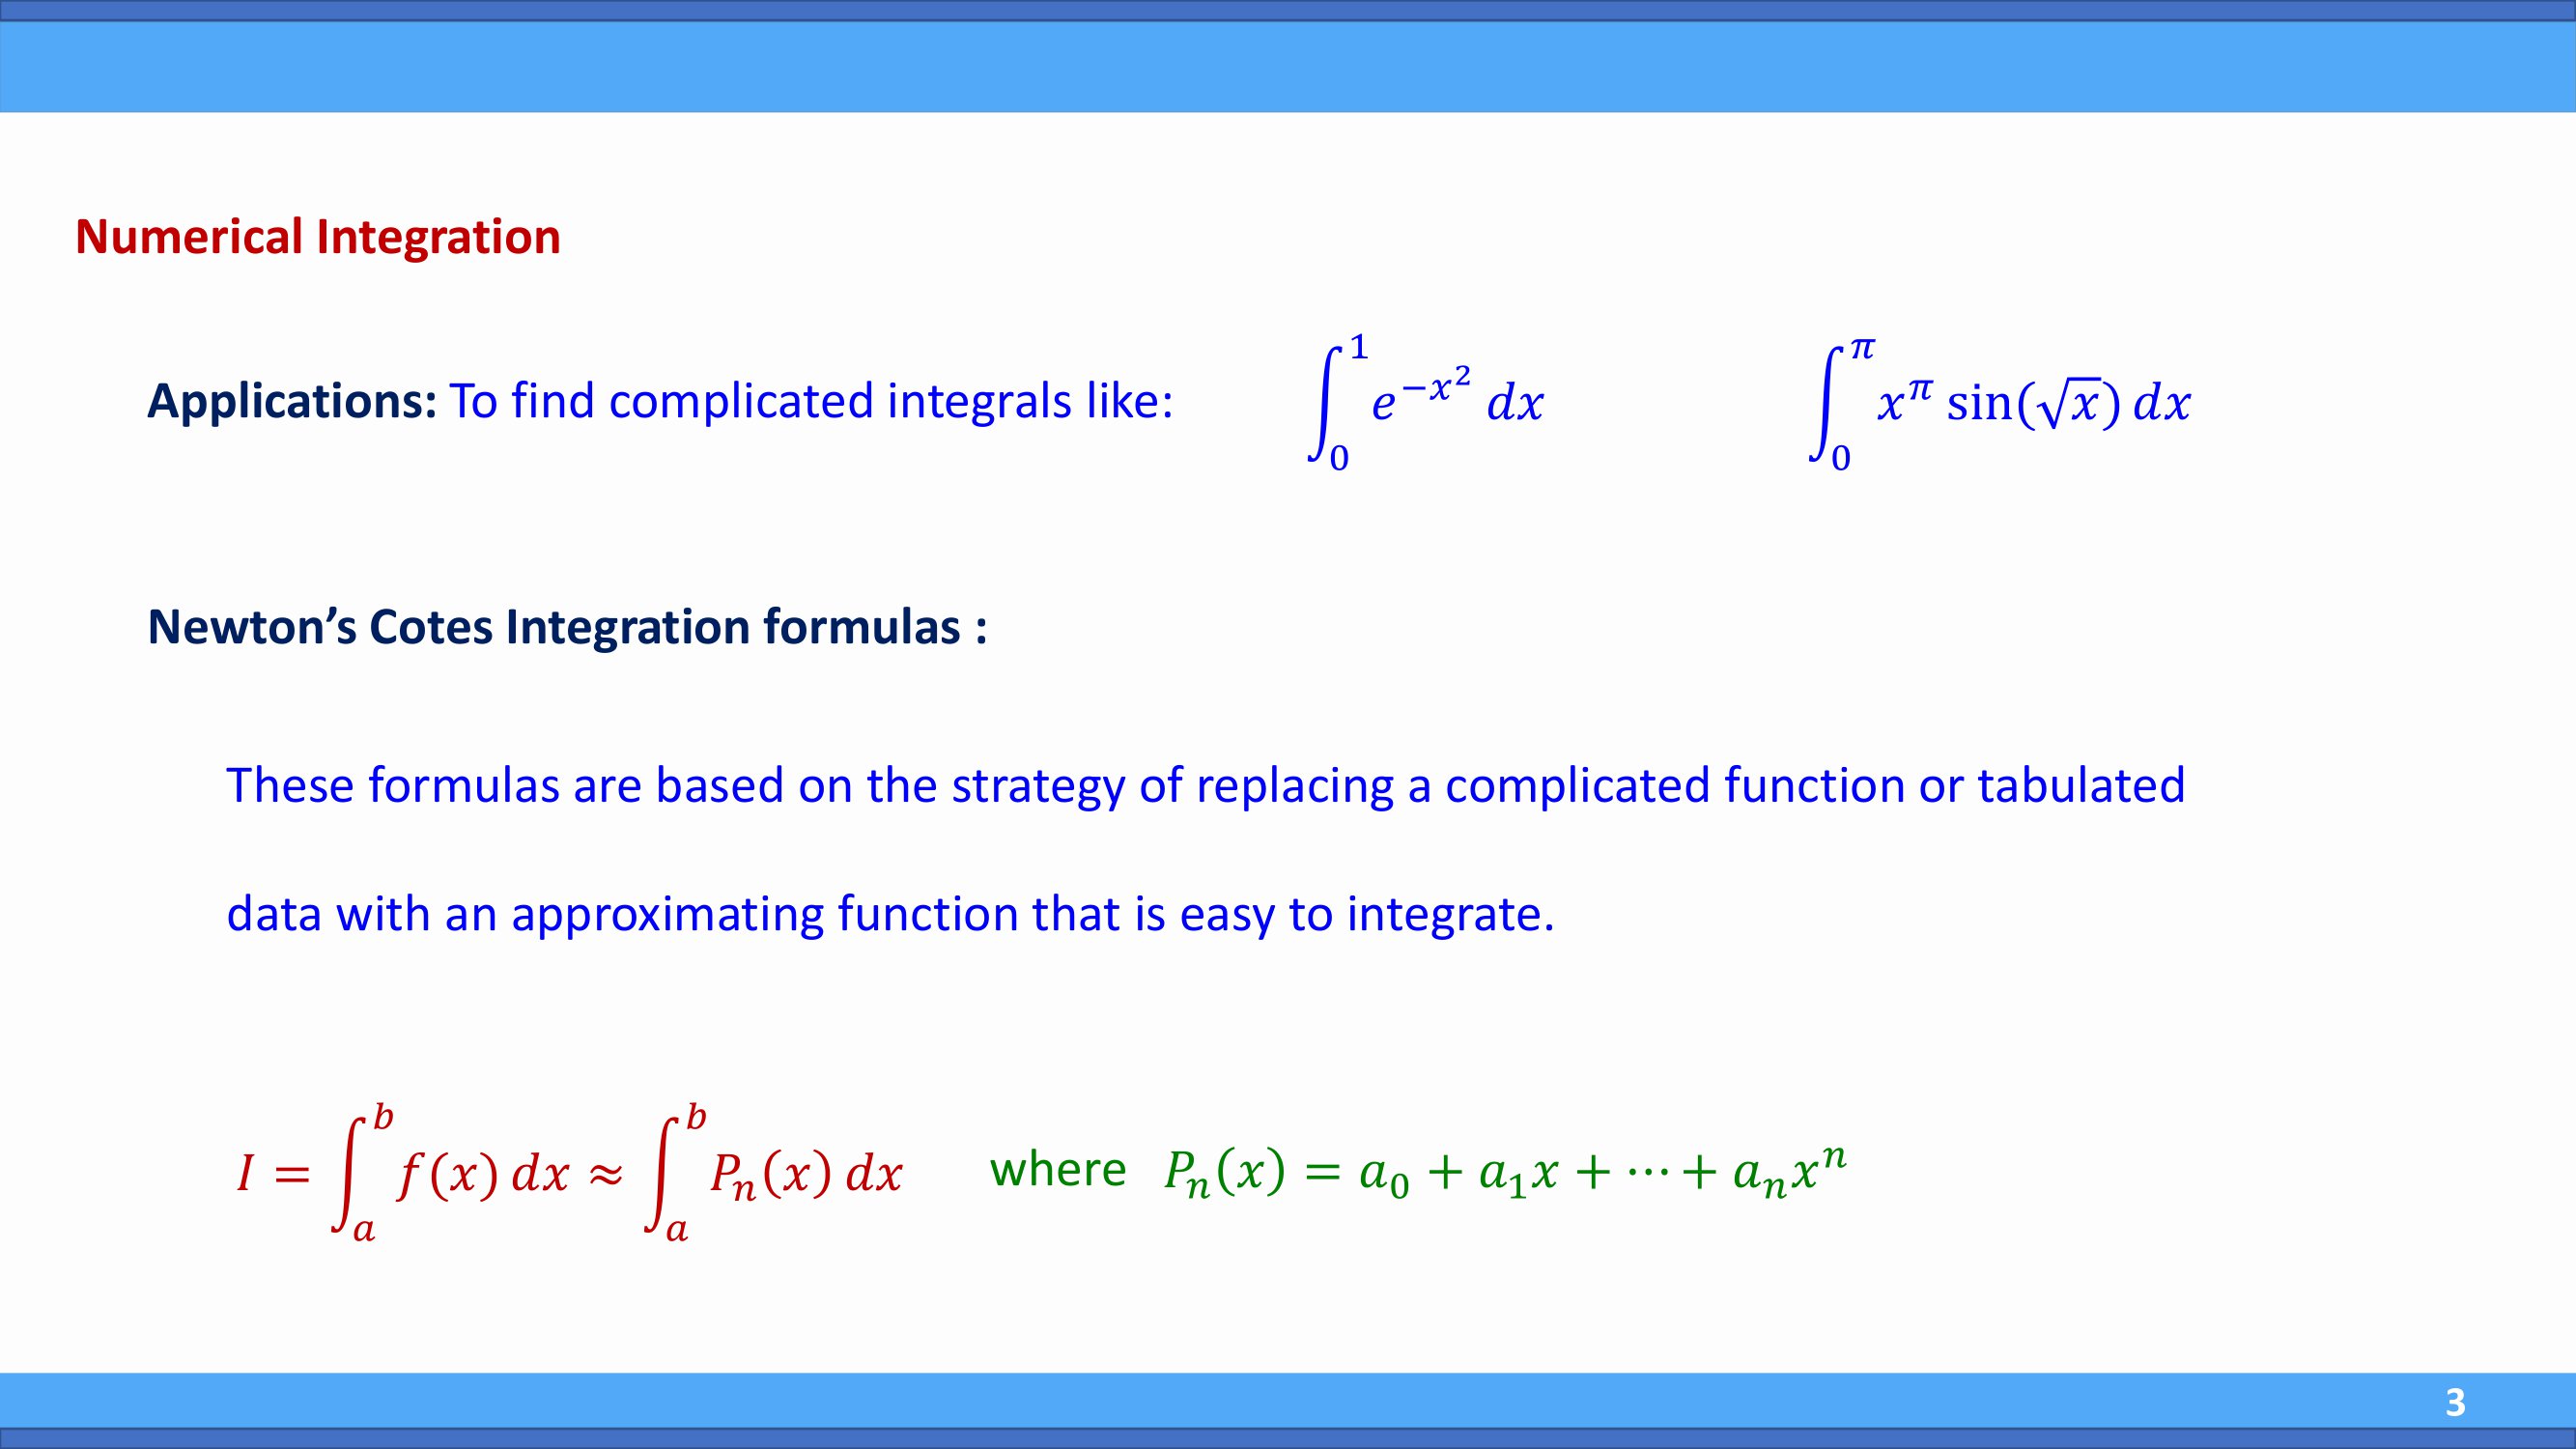 Numerical Integration
Applications: To find complicated integrals like: $\int_0^1 e^{-x^2} \, dx$ $\int_0^\pi x^\pi \sin(\sqrt{x}) \, dx$
Newton’s Cotes Integration formulas :
These formulas are based on the strategy of replacing a complicated function or tabulated
data with an approximating function that is easy to integrate.
$I = \int_a^b f(x) \, dx \approx \int_a^b P_n(x) \, dx$ where $P_n(x) = a_0 + a_1 x + \cdots + a_n x^n$
3